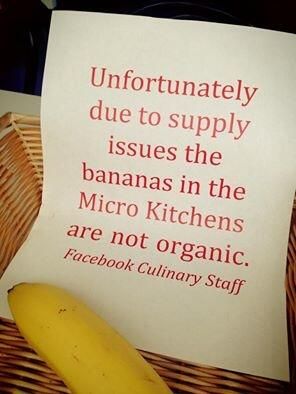 Unfortunately
due to supply
issues the
bananas in the
Micro Kitchens
are not organic.
Facebook Culinary Staff